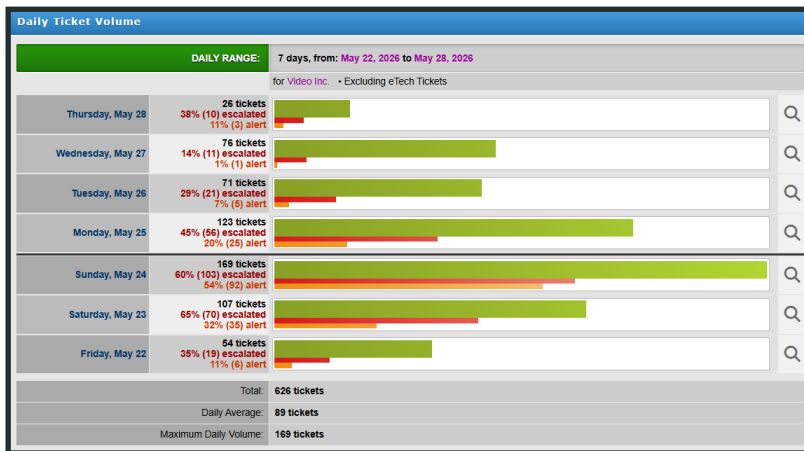 Daily Ticket Volume
DAILY RANGE: 7 days, from: May 22, 2026 to May 28, 2026
for Video Inc. • Excluding eTech Tickets
Thursday, May 28
26 tickets
38% (10) escalated
11% (3) alert
Wednesday, May 27
76 tickets
14% (11) escalated
1% (1) alert
Tuesday, May 26
71 tickets
29% (21) escalated
7% (5) alert
Monday, May 25
123 tickets
45% (56) escalated
20% (25) alert
Sunday, May 24
169 tickets
60% (103) escalated
54% (92) alert
Saturday, May 23
107 tickets
65% (70) escalated
32% (35) alert
Friday, May 22
54 tickets
35% (19) escalated
11% (6) alert
Total: 626 tickets
Daily Average: 89 tickets
Maximum Daily Volume: 169 tickets